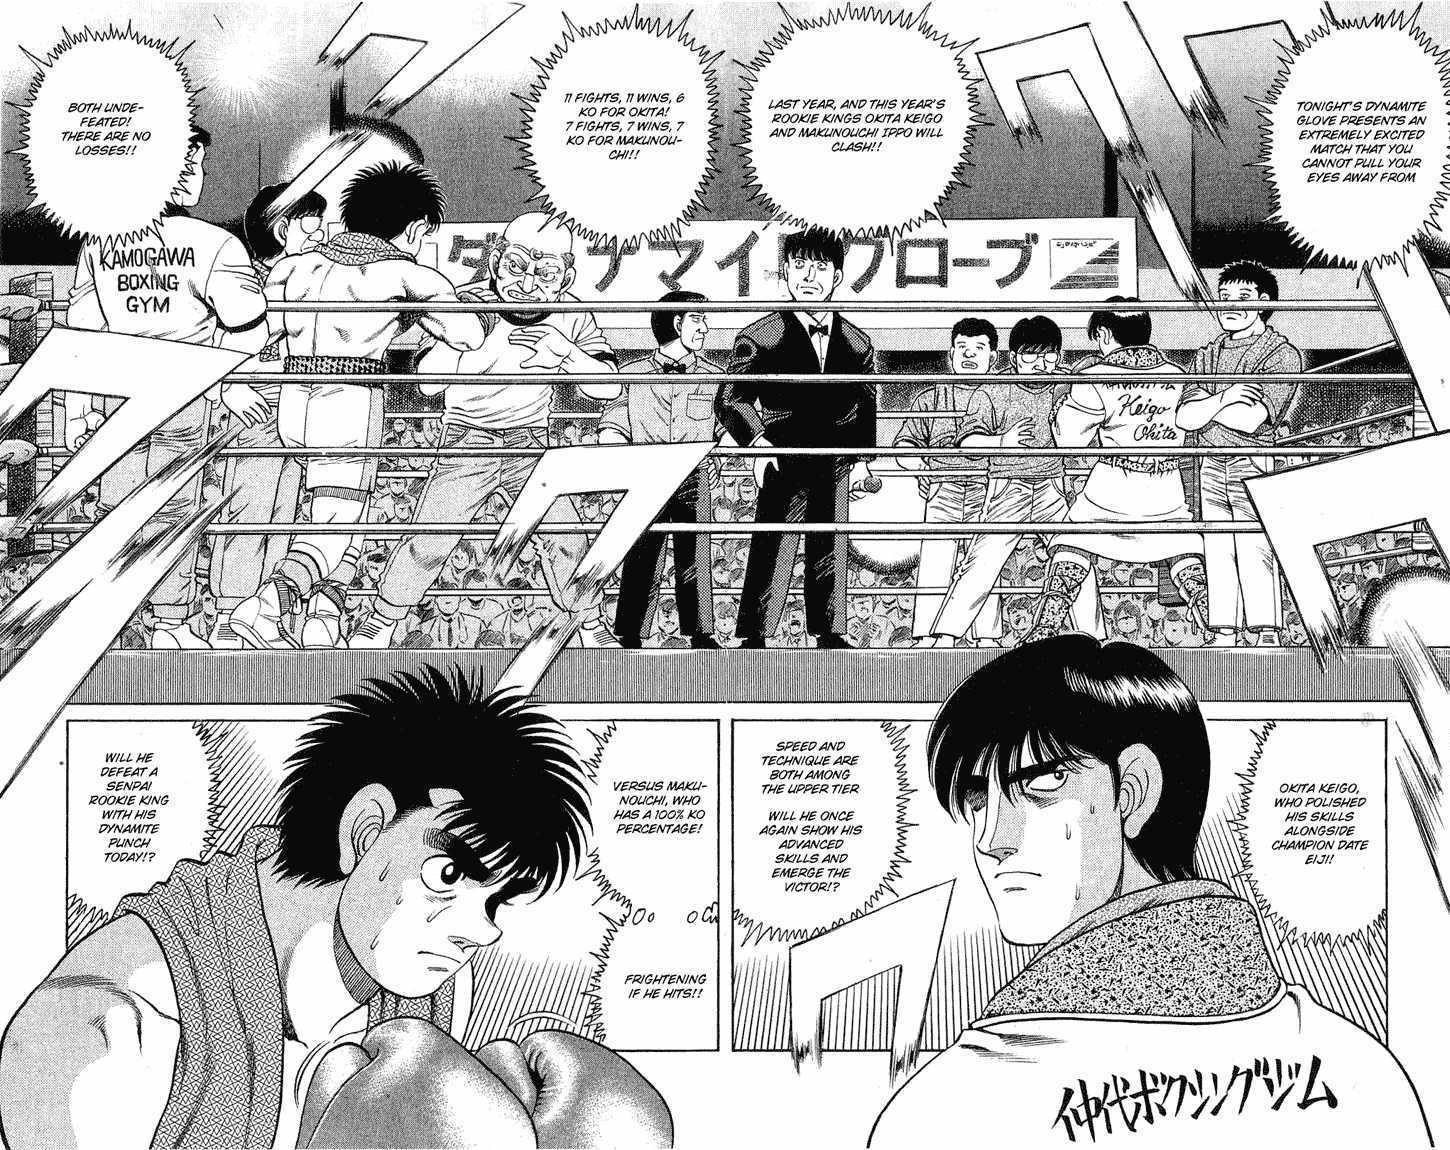 TONIGHT'S DYNAMITE
GLOVE PRESENTS AN
EXTREMELY EXCITED
MATCH THAT YOU
CANNOT PULL YOUR
EYES AWAY FROM
LAST YEAR, AND THIS YEAR'S
ROOKIE KINGS OKITA KEIGO
AND MAKUNOUCHI IPPO WILL
CLASH!!
11 FIGHTS, 11 WINS, 6
KO FOR OKITA!
7 FIGHTS, 7 WINS, 7
KO FOR MAKUNOU-
CHI!!
BOTH UNDE-
FEATED!
THERE ARE NO
LOSSES!!
ダイナマイトグローブ
KAMOGAWA
BOXING
GYM
Keigo
Okita
ワァ
OKITA KEIGO,
WHO POLISHED
HIS SKILLS
ALONGSIDE
CHAMPION DATE
EIJI!
SPEED AND
TECHNIQUE ARE
BOTH AMONG
THE UPPER TIER
WILL HE ONCE
AGAIN SHOW HIS
ADVANCED
SKILLS AND
EMERGE THE
VICTOR!?
仲代ボクシングジム
VERSUS MAKU-
NOUCHI, WHO
HAS A 100% KO
PERCENTAGE!
FRIGHTENING
IF HE HITS!!
WILL HE
DEFEAT A
SENPAI
ROOKIE KING
WITH HIS
DYNAMITE
PUNCH
TODAY!?